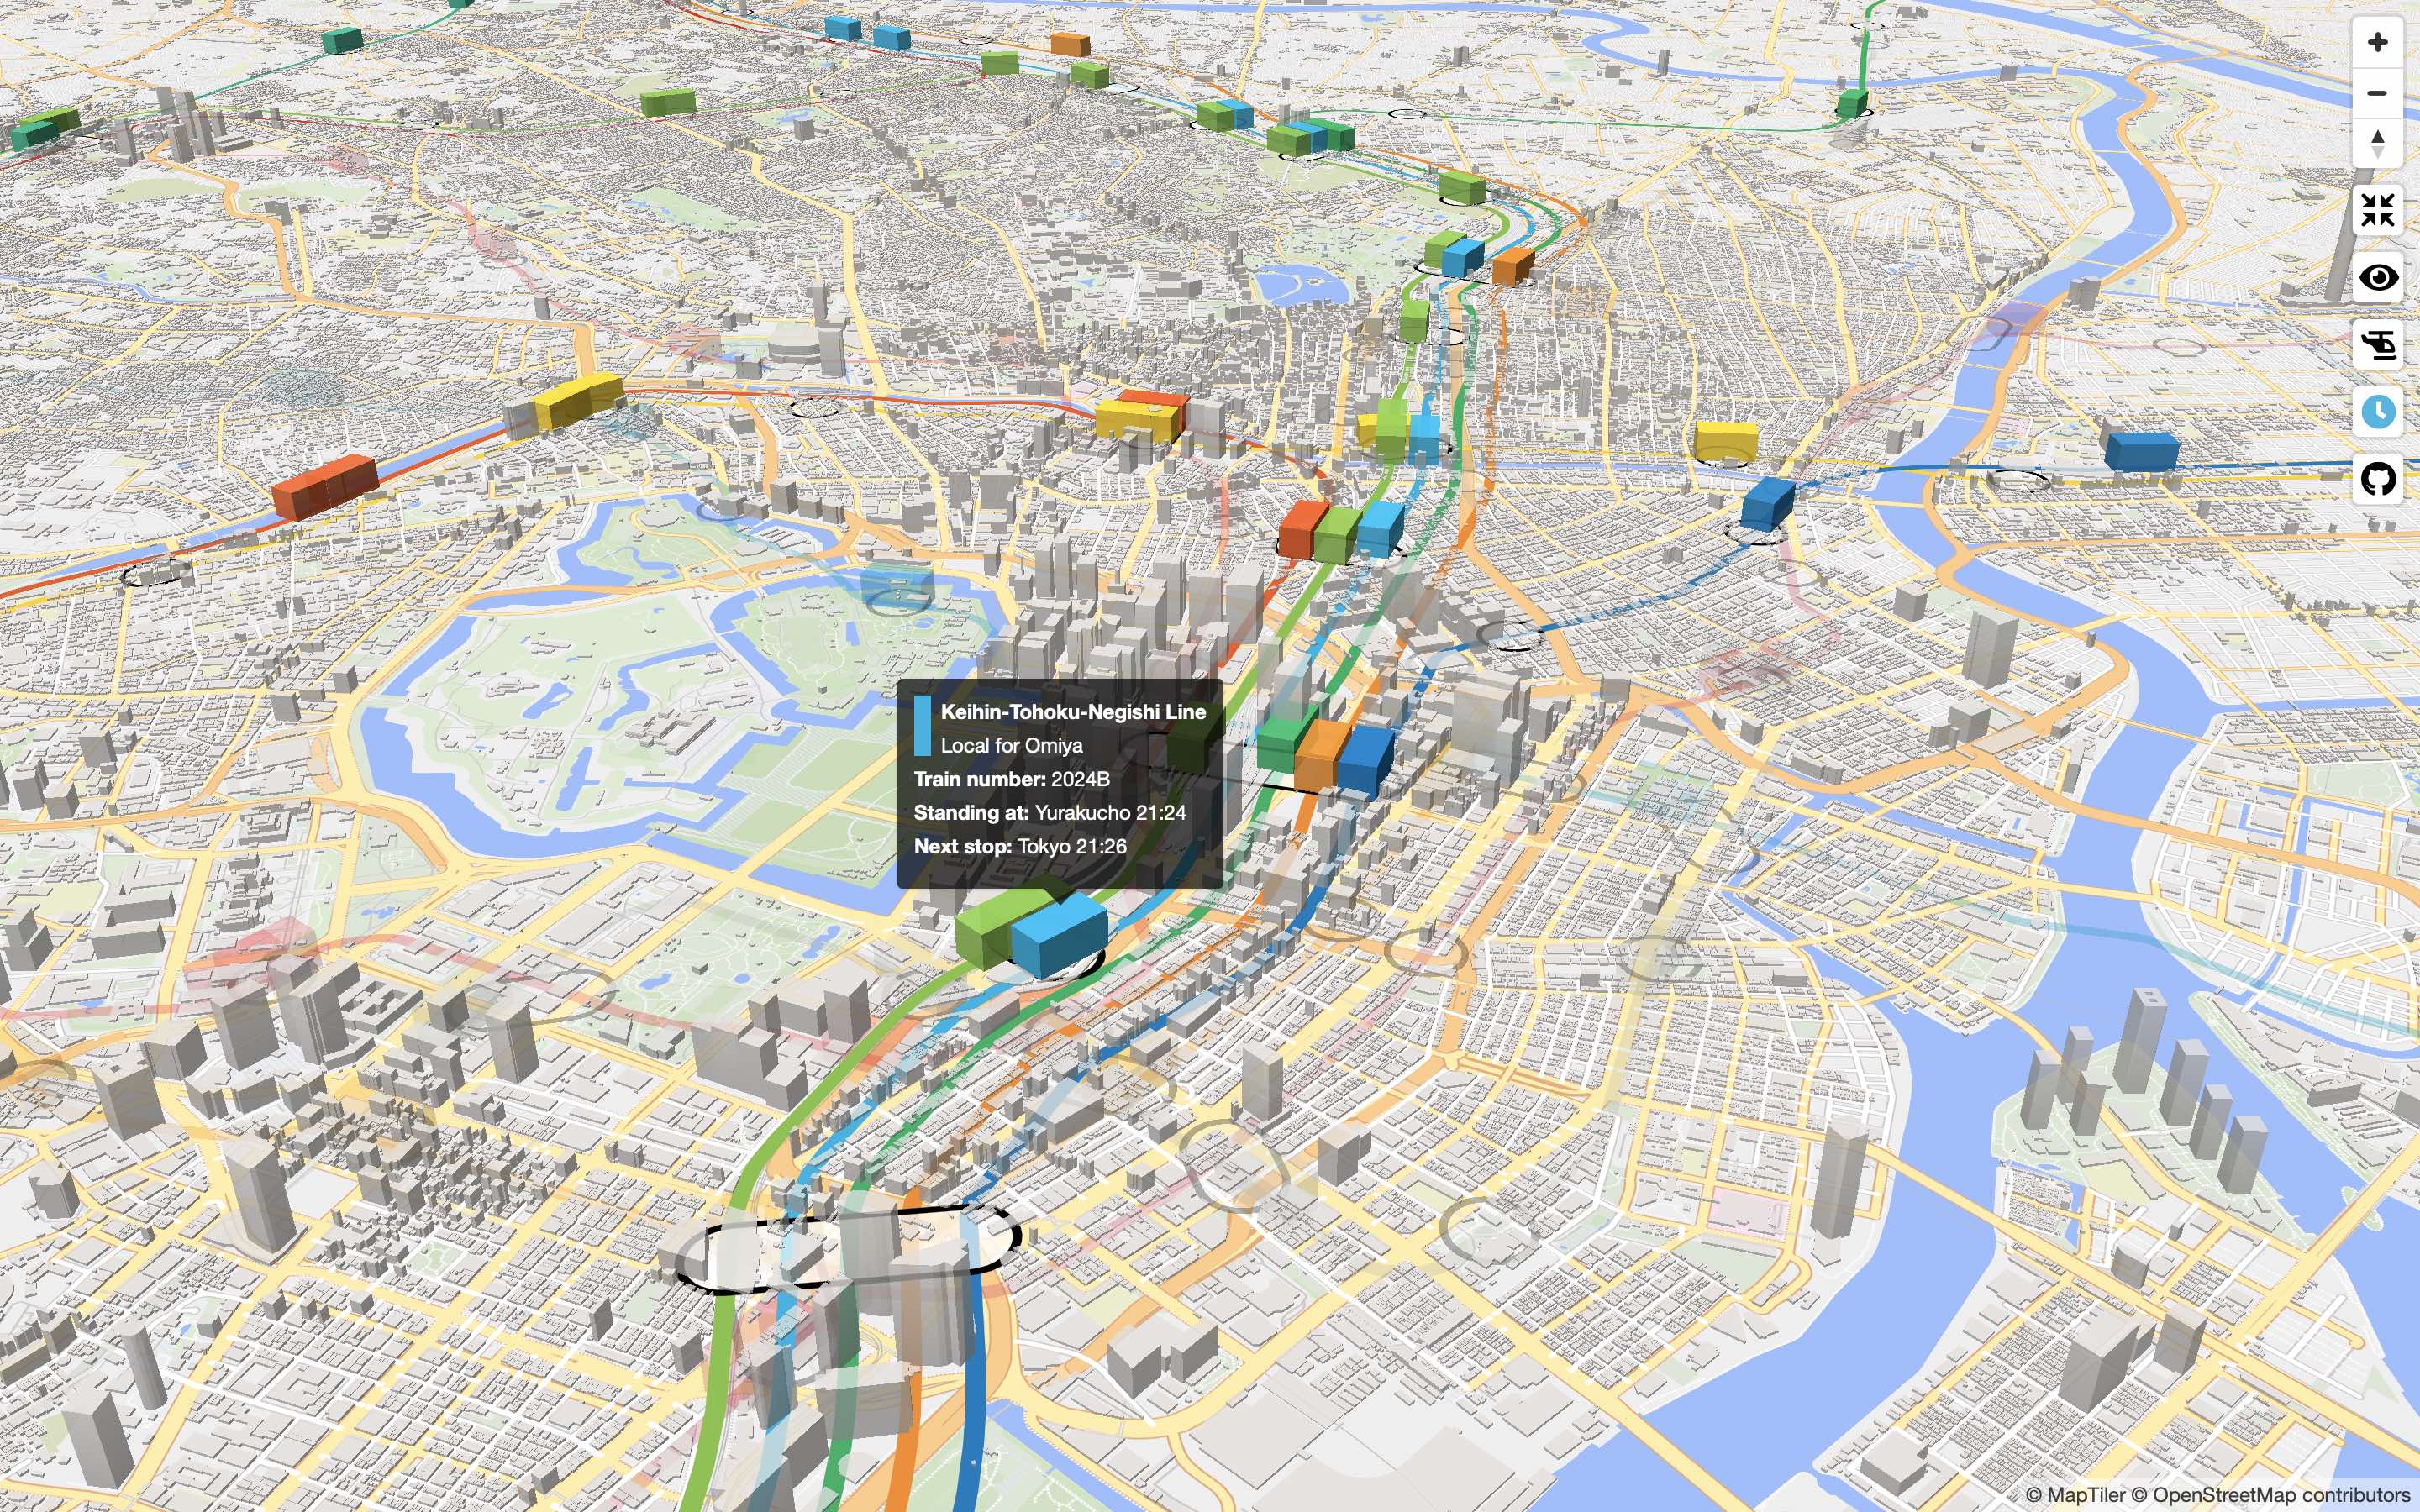 Keihin-Tohoku-Negishi Line
Local for Omiya
Train number: 2024B
Standing at: Yurakucho 21:24
Next stop: Tokyo 21:26
© MapTiler © OpenStreetMap contributors